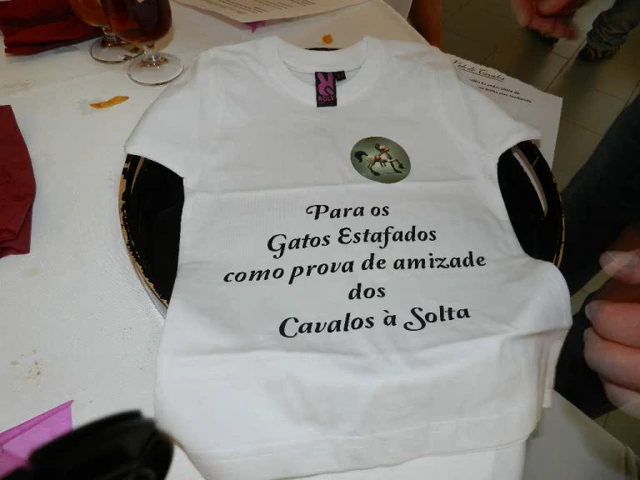 Para os
Gatos Estafados
como prova de amizade
dos
Cavalos à Solta